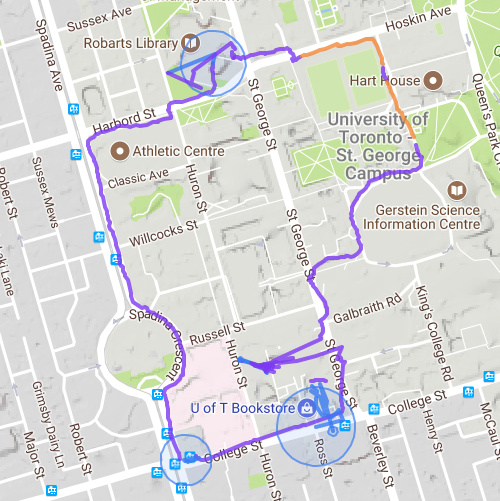 Sussex Ave
Hoskin Ave
Spadina Ave
Robarts Library
Hart House
Queen's Park
Harbord St
St George St
University of
Toronto -
St. George
Campus
Athletic Centre
Classic Ave
Huron St
Sussex Mews
Robert St
Gerstein Science
Information Centre
Willcocks St
St George St
Galbraith Rd
King's College Rd
Spadina Crescent
Russell St
Huron St
St George St
Grimsby Dairy Ln
U of T Bookstore
College St
College St
Major St
Robert St
Huron St
Ross St
Beverley St
Henry St
McCaul St